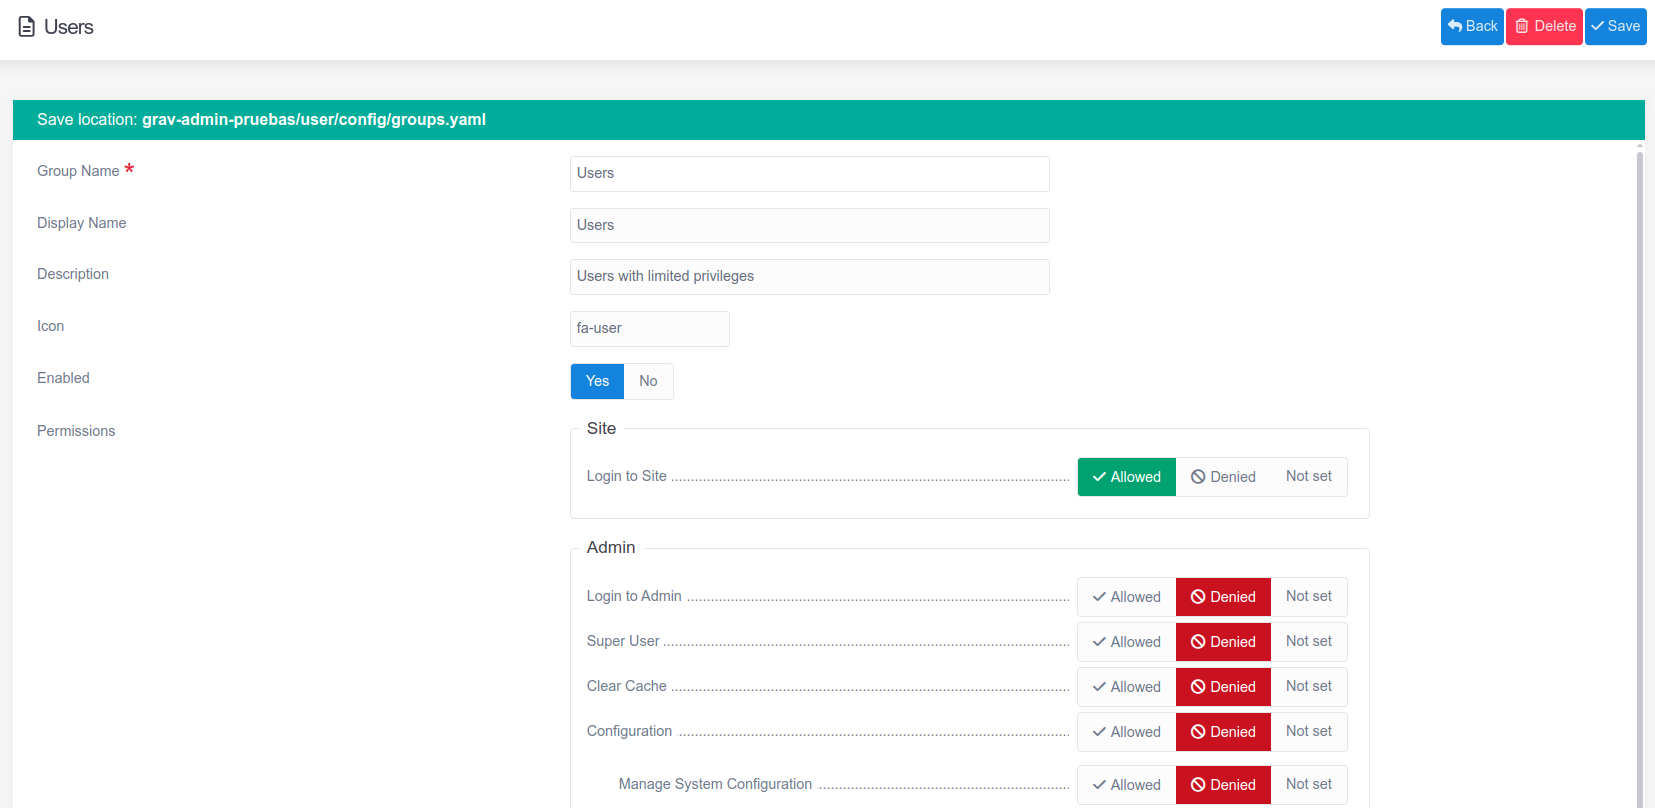 Users
Back Delete Save
Save location: grav-admin-pruebas/user/config/groups.yaml
Group Name * Users
Display Name Users
Description Users with limited privileges
Icon fa-user
Enabled Yes No
Permissions
Site
Login to Site Allowed Denied Not set
Admin
Login to Admin Allowed Denied Not set
Super User Allowed Denied Not set
Clear Cache Allowed Denied Not set
Configuration Allowed Denied Not set
Manage System Configuration Allowed Denied Not set